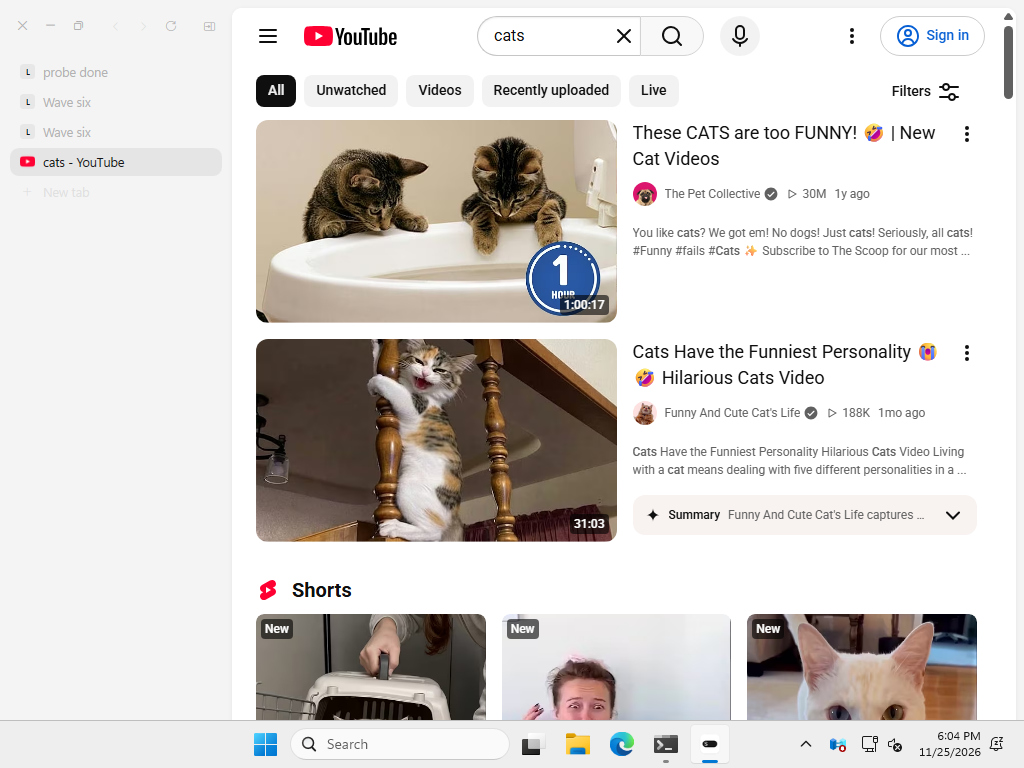 probe done
Wave six
Wave six
cats - YouTube
New tab
YouTube
cats
Sign in
All
Unwatched
Videos
Recently uploaded
Live
Filters
These CATS are too FUNNY! 🤣 | New
Cat Videos
The Pet Collective
30M 1y ago
You like cats? We got em! No dogs! Just cats! Seriously, all cats!
#Funny #fails #Cats ✨ Subscribe to The Scoop for our most ...
1
HOUR
1:00:17
Cats Have the Funniest Personality 😭
🤣 Hilarious Cats Video
Funny And Cute Cat's Life
188K 1mo ago
Cats Have the Funniest Personality Hilarious Cats Video Living
with a cat means dealing with five different personalities in a ...
Summary Funny And Cute Cat's Life captures ...
31:03
Shorts
New
New
New
Search
6:04 PM
11/25/2026